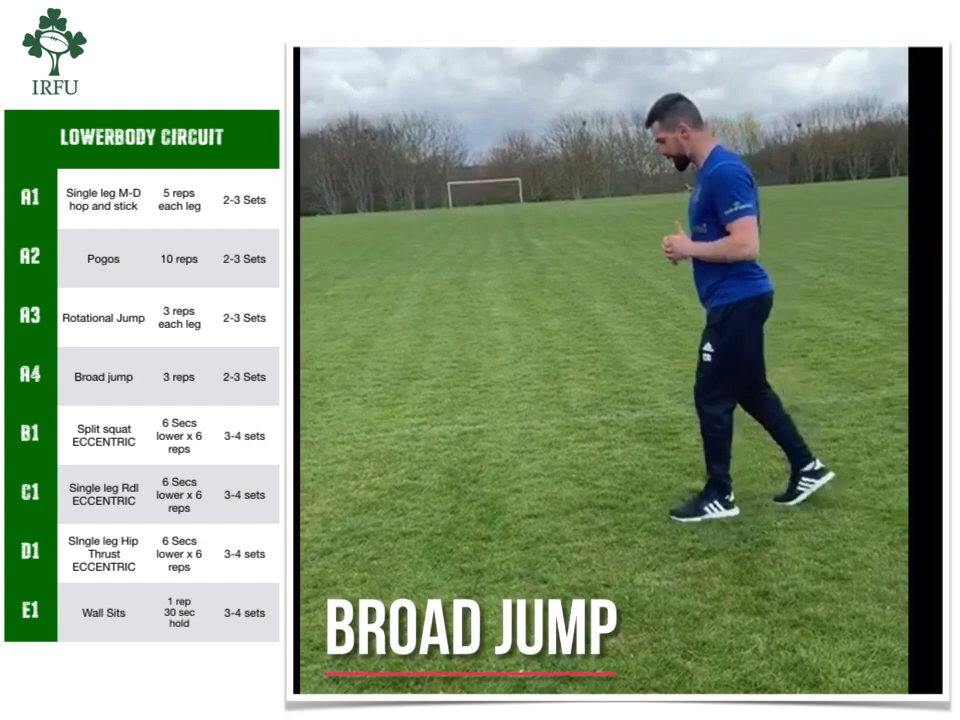 IRFU
LOWERBODY CIRCUIT
A1
Single leg M-D
hop and stick
5 reps
each leg
2-3 Sets
A2
Pogos
10 reps
2-3 Sets
A3
Rotational Jump
3 reps
each leg
2-3 Sets
A4
Broad jump
3 reps
2-3 Sets
B1
Split squat
ECCENTRIC
6 Secs
lower x 6
reps
3-4 sets
C1
Single leg Rdl
ECCENTRIC
6 Secs
lower x 6
reps
3-4 sets
D1
SIngle leg Hip
Thrust
ECCENTRIC
6 Secs
lower x 6
reps
3-4 sets
E1
Wall Sits
1 rep
30 sec
hold
3-4 sets
BROAD JUMP